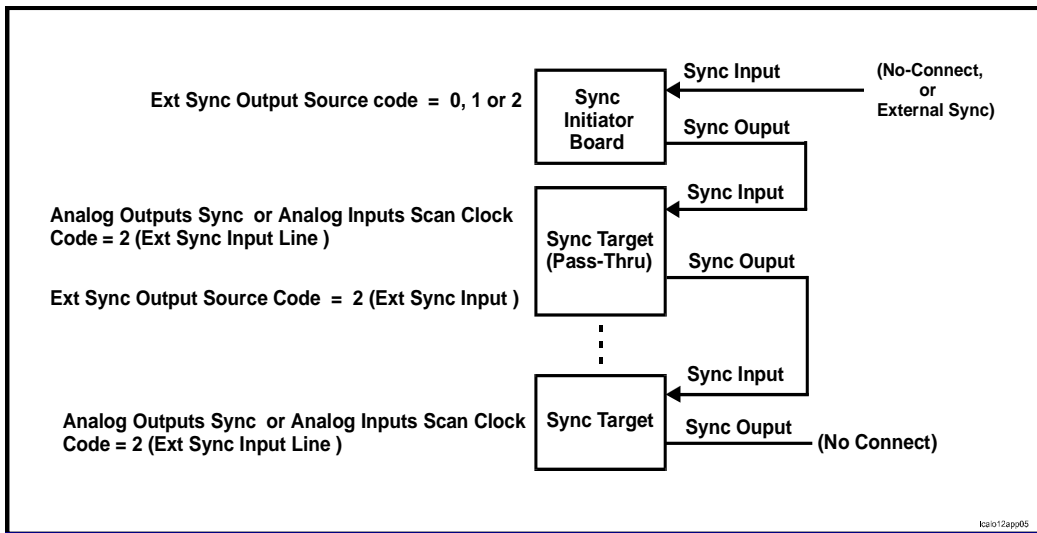 Sync Input
(No-Connect,
or
External Sync)
Ext Sync Output Source code = 0, 1 or 2
Sync
Initiator
Board
Sync Ouput
Sync Input
Analog Outputs Sync or Analog Inputs Scan Clock
Code = 2 (Ext Sync Input Line )
Sync Target
(Pass-Thru)
Sync Ouput
Ext Sync Output Source Code = 2 (Ext Sync Input )
Sync Input
Analog Outputs Sync or Analog Inputs Scan Clock
Code = 2 (Ext Sync Input Line )
Sync Target
Sync Ouput
(No Connect)
lcaio12app05